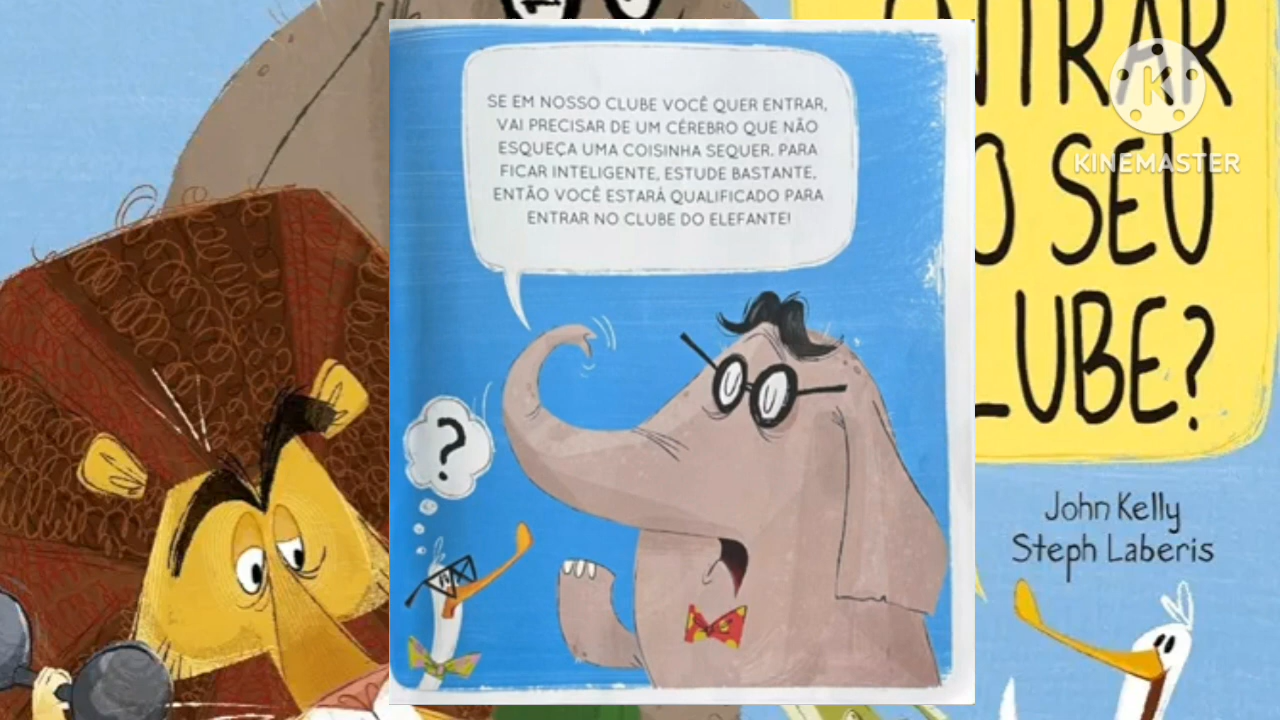 SE EM NOSSO CLUBE VOCÊ QUER ENTRAR,
VAI PRECISAR DE UM CÉREBRO QUE NÃO
ESQUEÇA UMA COISINHA SEQUER. PARA
FICAR INTELIGENTE, ESTUDE BASTANTE,
ENTÃO VOCÊ ESTARÁ QUALIFICADO PARA
ENTRAR NO CLUBE DO ELEFANTE!
?
NTRAR
O SEU
LUBE?
K
KINEMASTER
John Kelly
Steph Laberis